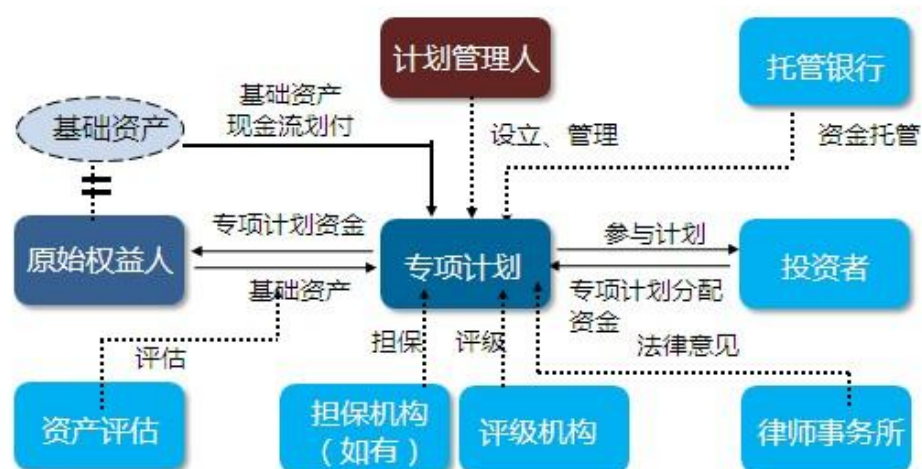 计划管理人
托管银行
基础资产
现金流划付
基础资产
设立、管理
资金托管
专项计划资金
参与计划
原始权益人
专项计划
投资者
基础资产
专项计划分配
资金
评估
担保
评级
法律意见
资产评估
担保机构
（如有）
评级机构
律师事务所